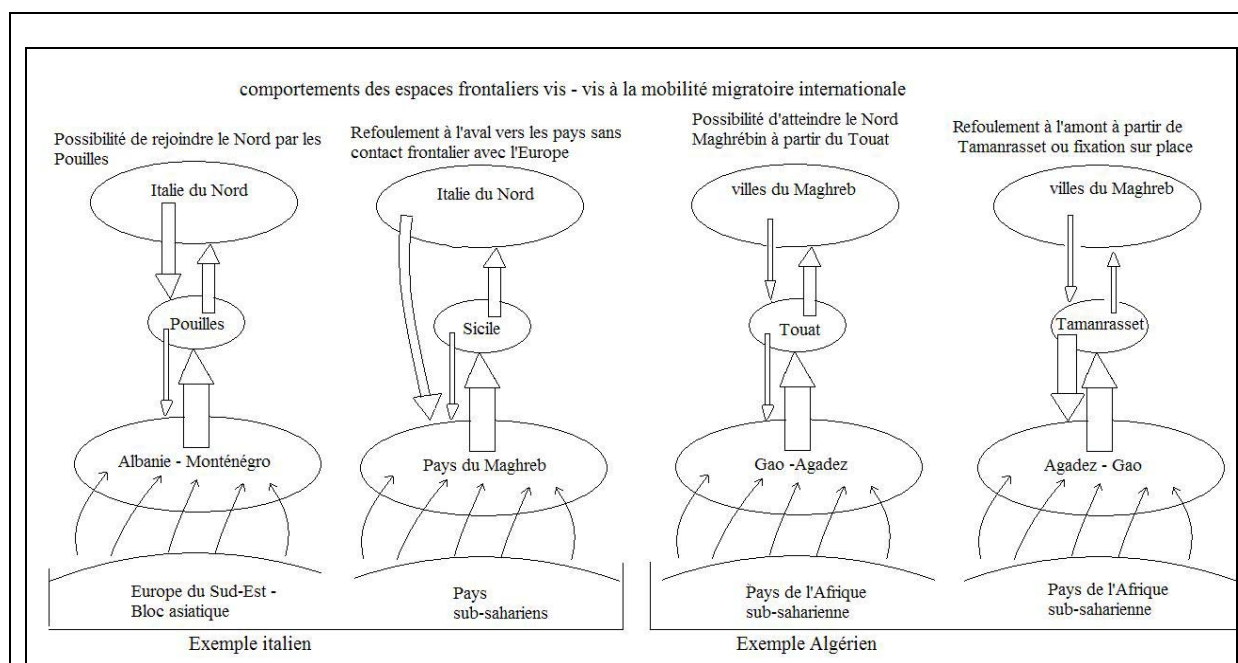 comportements des espaces frontaliers vis - vis à la mobilité migratoire internationale
Possibilité de rejoindre le Nord par les
Pouilles
Italie du Nord
Pouilles
Albanie - Monténégro
Europe du Sud-Est -
Bloc asiatique
Refoulement à l'aval vers les pays sans
contact frontalier avec l'Europe
Italie du Nord
Sicile
Pays du Maghreb
Pays
sub-sahariens
Exemple italien
Possibilité d'atteindre le Nord
Maghrébin à partir du Touat
villes du Maghreb
Touat
Gao -Agadez
Pays de l'Afrique
sub-saharienne
Refoulement à l'amont à partir de
Tamanrasset ou fixation sur place
villes du Maghreb
Tamanrasset
Agadez - Gao
Pays de l'Afrique
sub-saharienne
Exemple Algérien